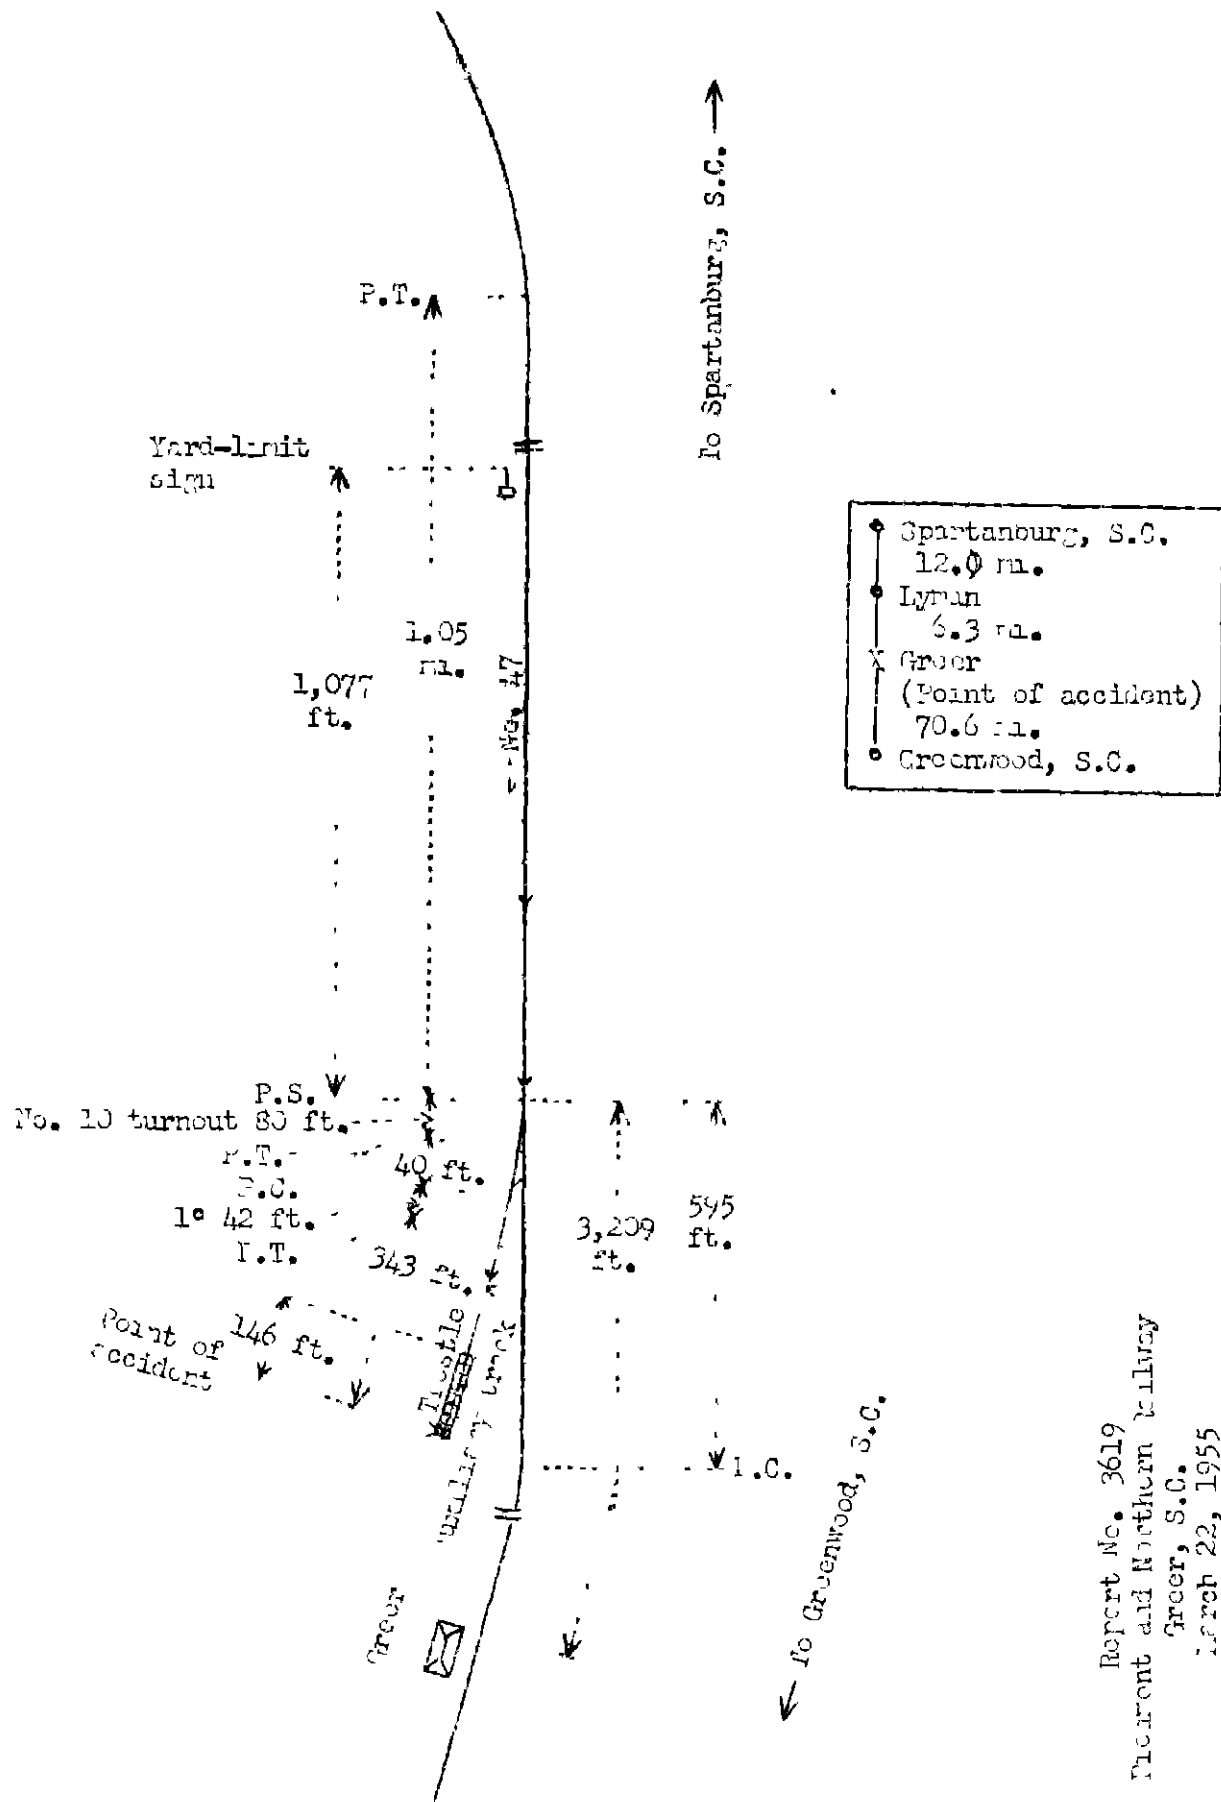 To Spartanburg, S.C.
P.T.
Yard-limit
sign
1.05
mi.
1,077
ft.
No. 47
Spartanburg, S.C.
12.0 mi.
Lyman
6.3 mi.
X Greer
(Point of accident)
70.6 mi.
Greenwood, S.C.
P.S.
No. 10 turnout 80 ft.
P.T.
P.C.
1° 42 ft.
P.T.
40 ft.
343 ft.
3,209
ft.
595
ft.
Point of
accident
146 ft.
Trestle
track
P.C.
Greer
To Greenwood, S.C.
Report No. 3619
Piedmont and Northern Railway
Greer, S.C.
March 22, 1955